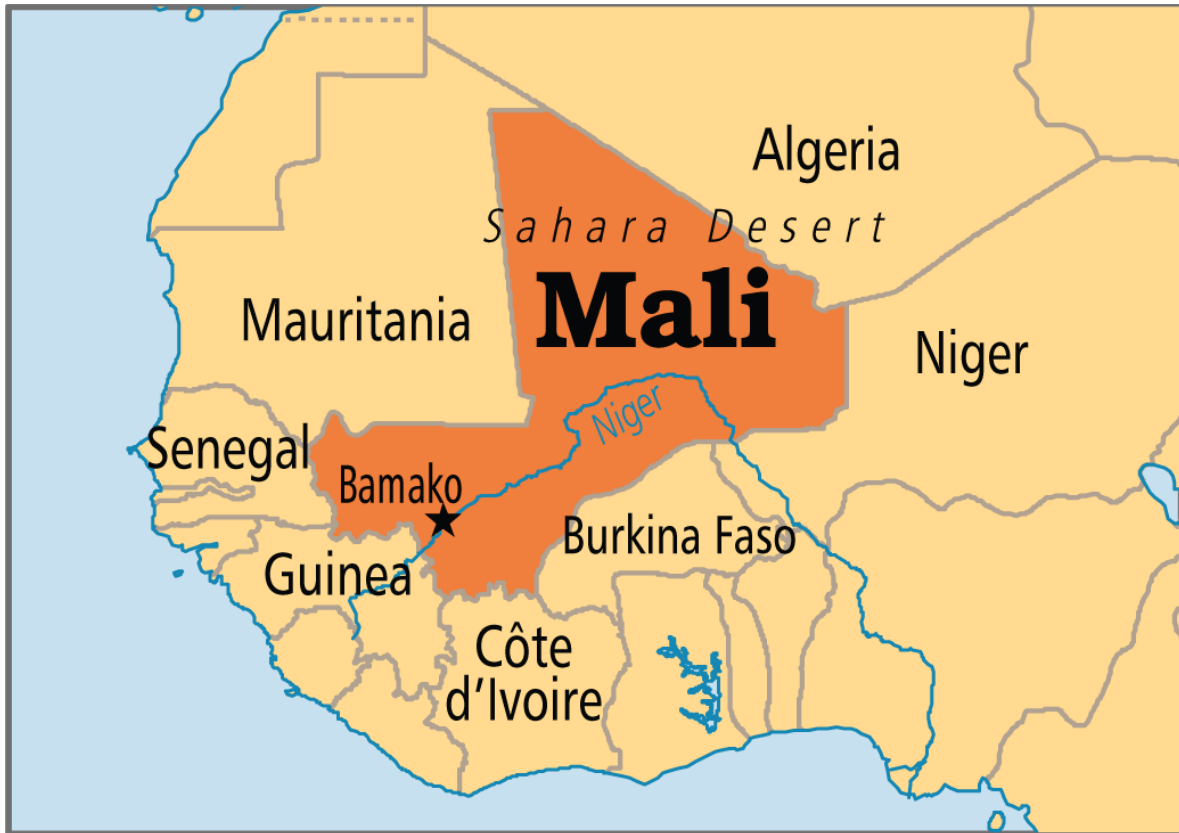 Algeria
Sahara Desert
Mali
Mauritania
Niger
Niger
Senegal
Bamako
Burkina Faso
Guinea
Côte
d’Ivoire